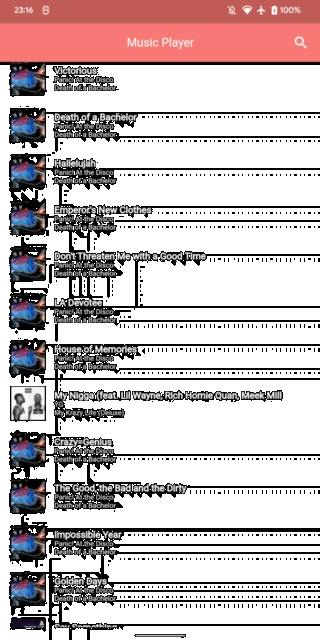 23:16
100%
Music Player
Victorious
Panic! At the Disco
Death of a Bachelor
Death of a Bachelor
Panic! At the Disco
Death of a Bachelor
Hallelujah
Panic! At the Disco
Death of a Bachelor
Emperor's New Clothes
Panic! At the Disco
Death of a Bachelor
Don't Threaten Me with a Good Time
Panic! At the Disco
Death of a Bachelor
LA Devotee
Panic! At the Disco
Death of a Bachelor
House of Memories
Panic! At the Disco
Death of a Bachelor
My Nigga (feat. Lil Wayne, Rich Homie Quan, Meek Mill
YG
My Krazy Life (Deluxe)
Crazy=Genius
Panic! At the Disco
Death of a Bachelor
The Good, the Bad and the Dirty
Panic! At the Disco
Death of a Bachelor
Impossible Year
Panic! At the Disco
Death of a Bachelor
Golden Days
Panic! At the Disco
Death of a Bachelor